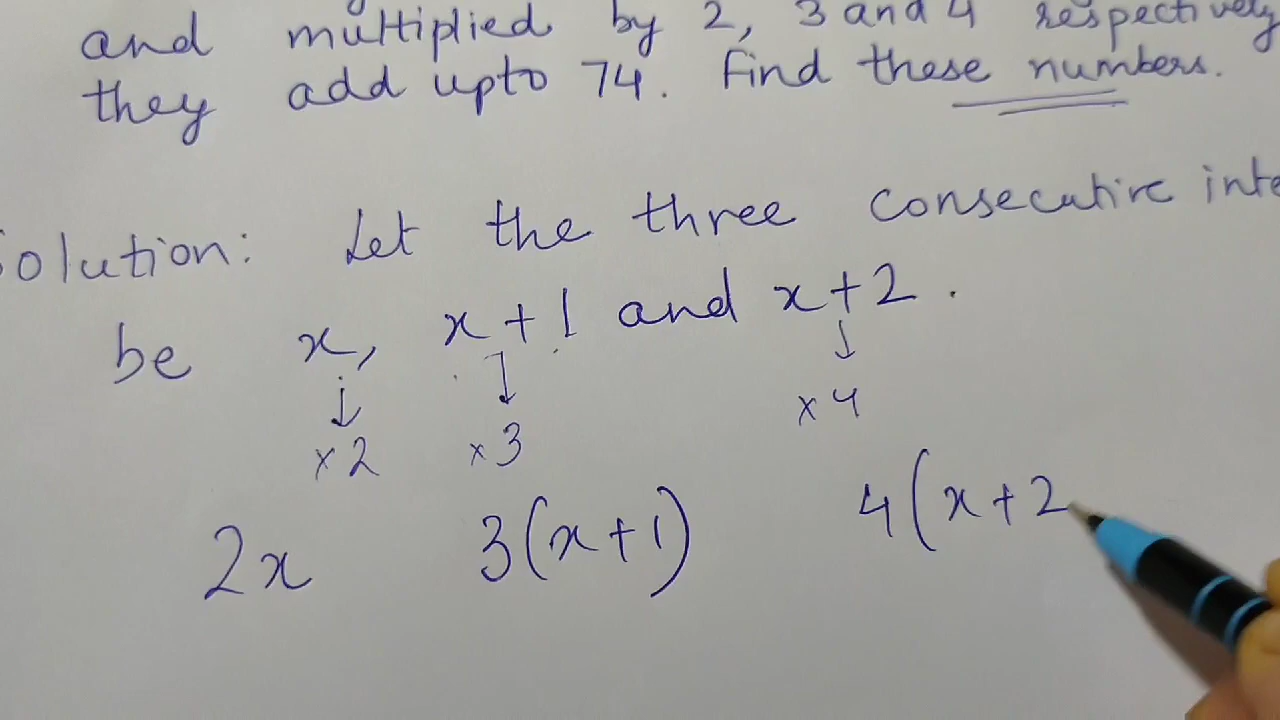 and multiplied by 2, 3 and 4 respectively
they add upto 74. Find these numbers.
Solution: Let the three consecutive inte
be x, x+1 and x+2.
↓ ↓ ↓
×2 ×3 ×4
2x 3(x+1) 4(x+2